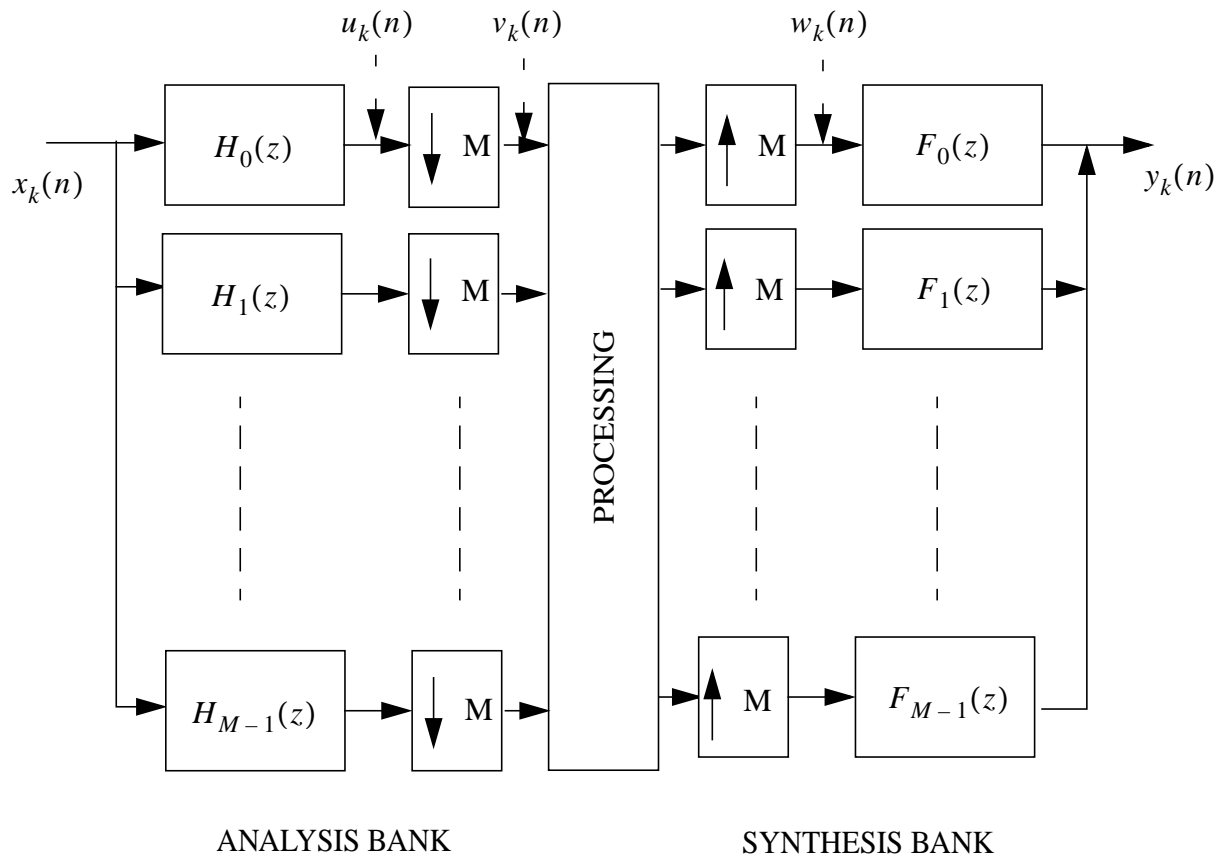 u_k(n) v_k(n) w_k(n)
H_0(z) M M F_0(z)
x_k(n) y_k(n)
H_1(z) M M F_1(z)
PROCESSING
H_{M-1}(z) M M F_{M-1}(z)
ANALYSIS BANK SYNTHESIS BANK